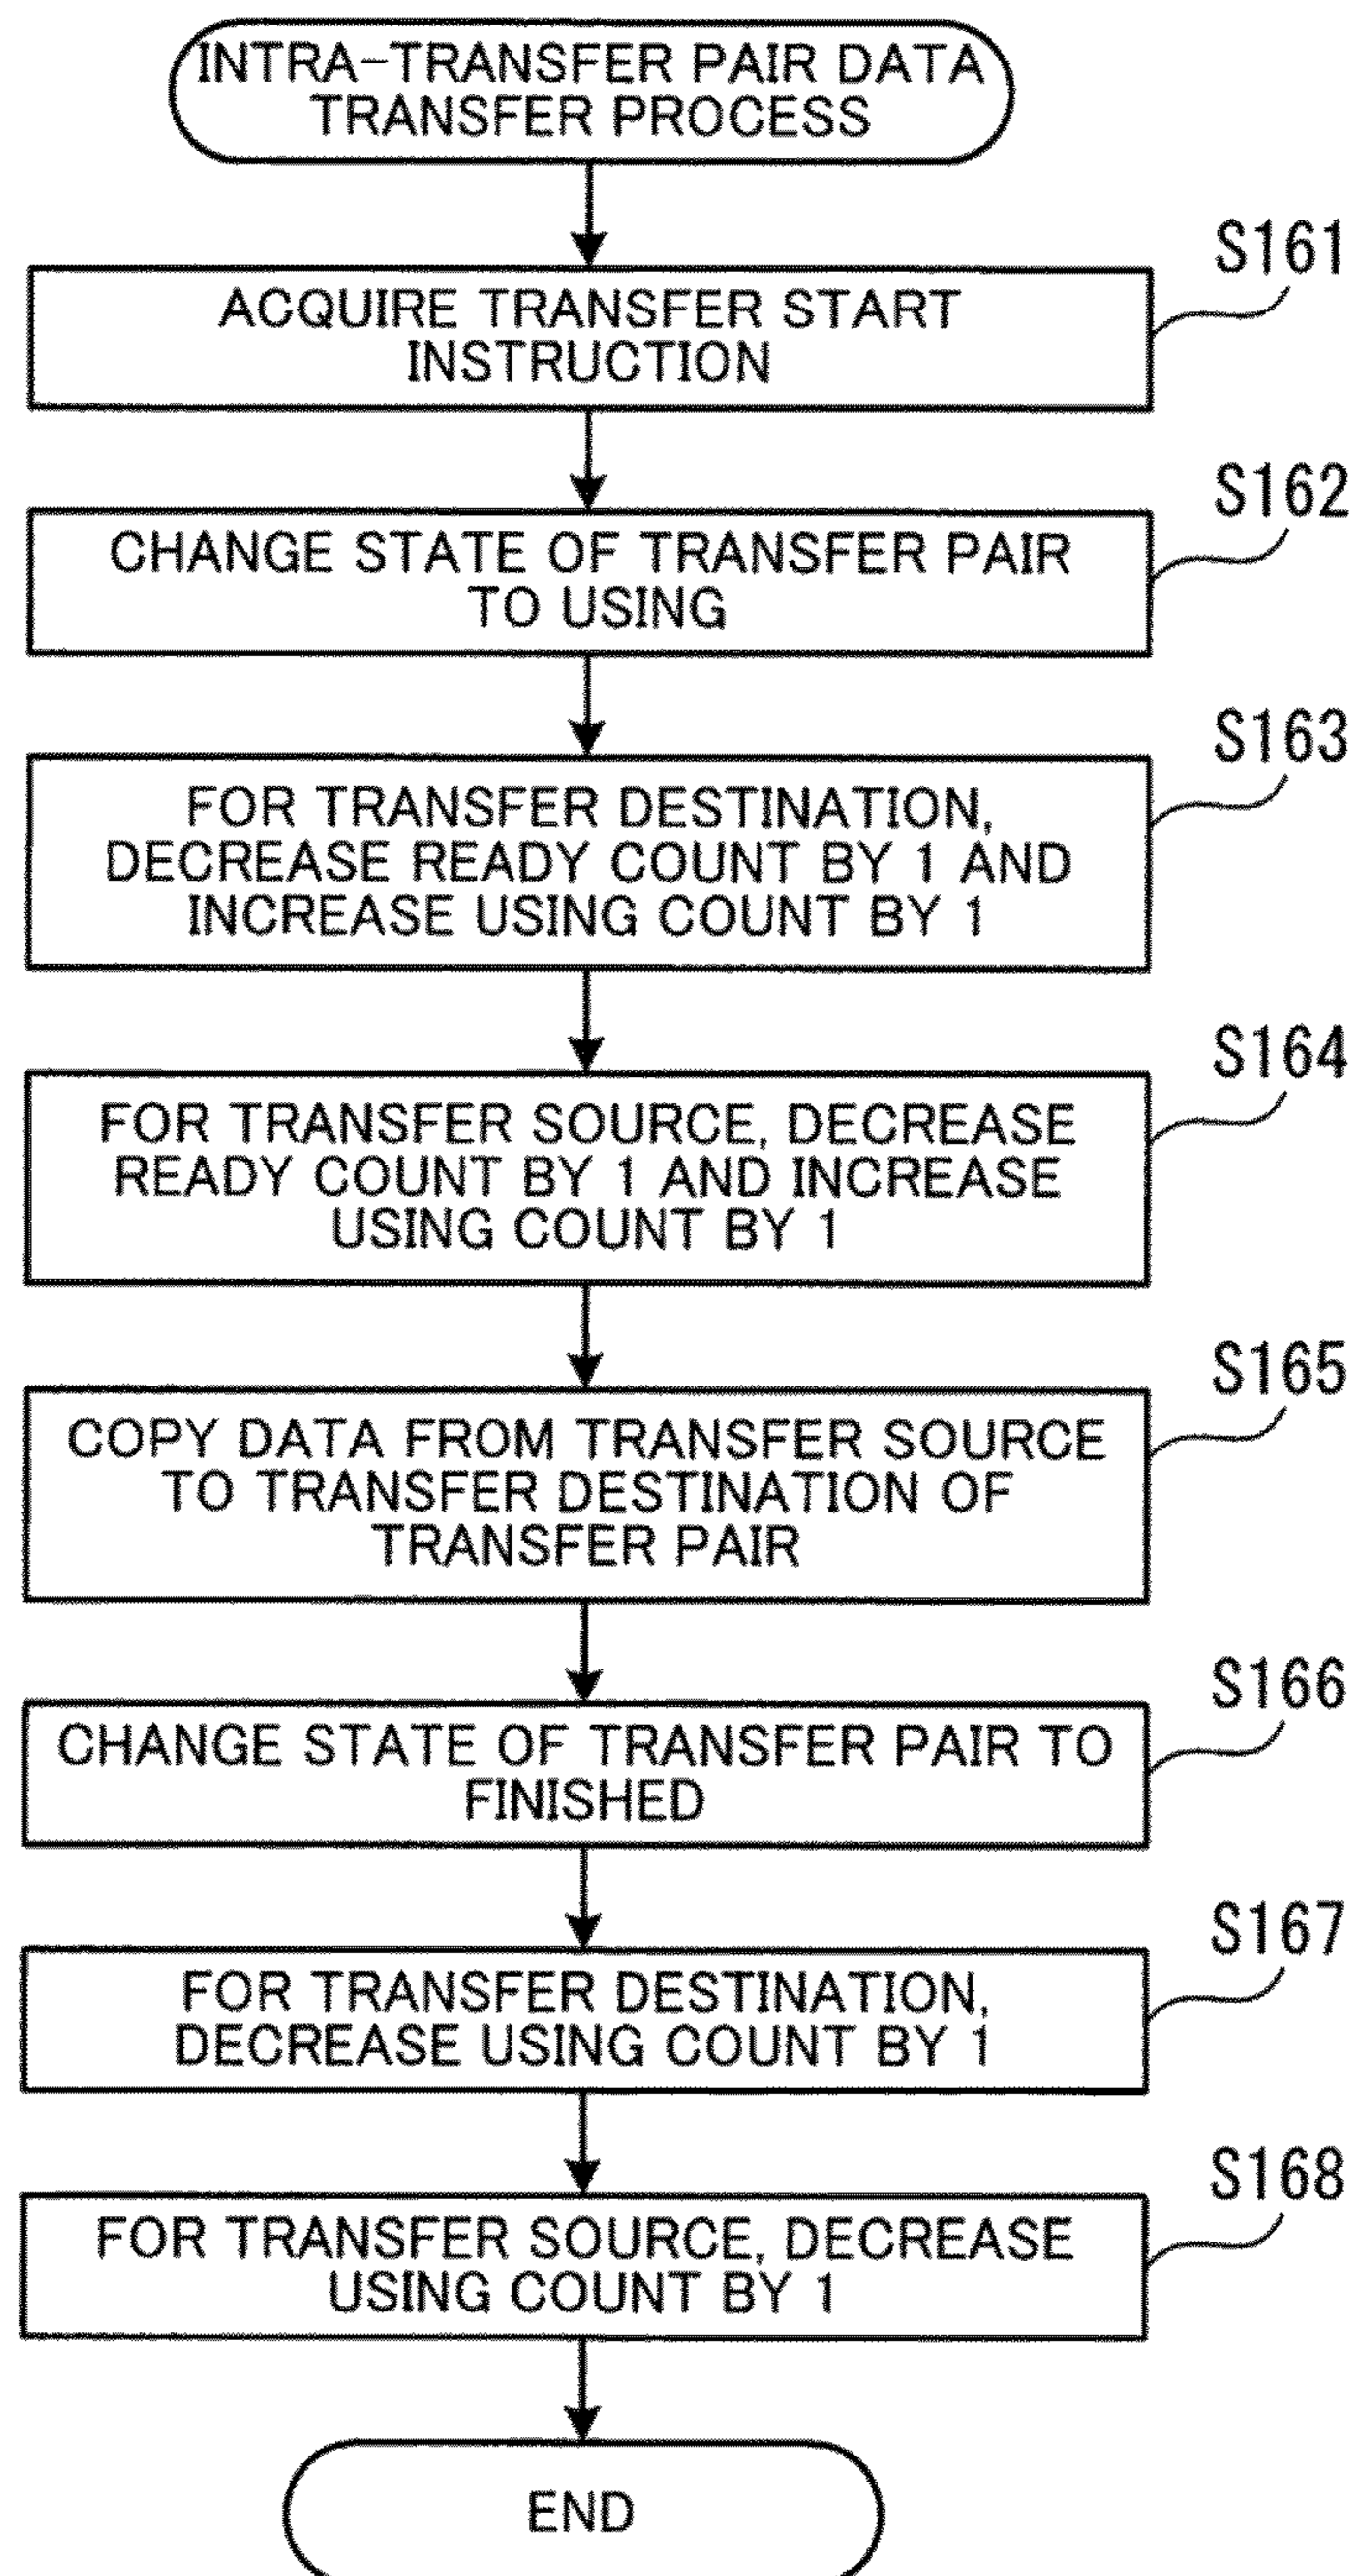 INTRA-TRANSFER PAIR DATA
TRANSFER PROCESS
S161
ACQUIRE TRANSFER START
INSTRUCTION
S162
CHANGE STATE OF TRANSFER PAIR
TO USING
S163
FOR TRANSFER DESTINATION,
DECREASE READY COUNT BY 1 AND
INCREASE USING COUNT BY 1
S164
FOR TRANSFER SOURCE, DECREASE
READY COUNT BY 1 AND INCREASE
USING COUNT BY 1
S165
COPY DATA FROM TRANSFER SOURCE
TO TRANSFER DESTINATION OF
TRANSFER PAIR
S166
CHANGE STATE OF TRANSFER PAIR TO
FINISHED
S167
FOR TRANSFER DESTINATION,
DECREASE USING COUNT BY 1
S168
FOR TRANSFER SOURCE, DECREASE
USING COUNT BY 1
END